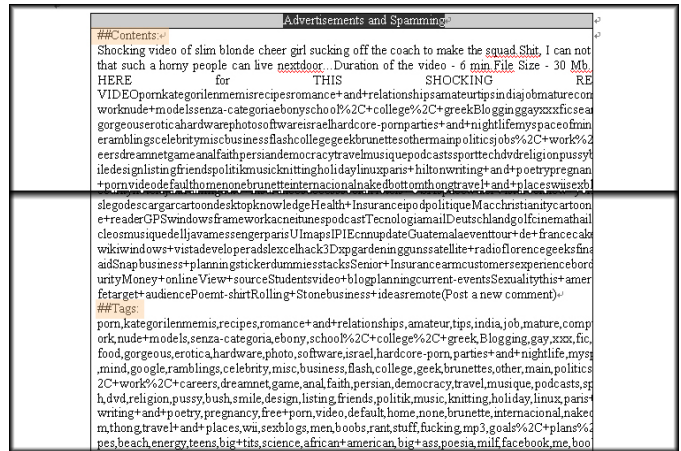 Advertisements and Spamming
##Contents:
Shocking video of slim blonde cheer girl sucking off the coach to make the squad.Shit, I can not
that such a horny people can live nextdoor...Duration of the video - 6 min.File Size - 30 Mb.
HERE for THIS SHOCKING RE
VIDEOpornkategorilenmemisrecipesromance+and+relationshipsamateurtipsindiajobmaturecom
worknude+modelssenza-categoriaebonyschool%2C+college%2C+greekBlogginggayxxxficsear
gorgeouseroticahardwarephotosoftwareisraelhardcore-pornparties+and+nightlifemyspaceofmin
eramblingscelebritymiscbusinessflashcollegegeekbrunettesothermainpoliticsjobs%2C+work%2
eersdreamnetgameanalfaithpersiandemocracytravelmusiquepodcastssporttechdvdreligionpussyb
iledesignlistingfriendspolitikmusicknittingholidaylinuxparis+hiltonwriting+and+poetrypregnan
+pornvideodefaulthomenonebrunetteinternacionalnakedbottomthongtravel+and+placeswiisexbl
slegodescargarcartoondesktopknowledgeHealth+InsuranceipodpolitiqueMacchristianitycartoon
e+readerGPSwindowsframeworkacneitunespodcastTecnologiamailDeutschlandgolfcinemathail
cleosmusiquedelljavamessengerparisUImapsIPIEcnnupdateGuatemalaeventtour+de+francecak
wikiwindows+vistadeveloperadslexcelhack3Dxpgardeninggunssatellite+radioflorencegeeksfina
aidSnapbusiness+planningstickerdummiesstacksSenior+Insurancearmcustomersexperiencebord
urityMoney+onlineView+sourceStudentsvideo+blogplanningcurrent-eventsSexualitythis+amer
fetarget+audiencePoemt-shirtRolling+Stonebusiness+ideasremote(Post a new comment)
##Tags:
porn,kategorilenmemis,recipes,romance+and+relationships,amateur,tips,india,job,mature,comp
ork,nude+models,senza-categoria,ebony,school%2C+college%2C+greek,Blogging,gay,xxx,fic,
food,gorgeous,erotica,hardware,photo,software,israel,hardcore-porn,parties+and+nightlife,mysp
,mind,google,ramblings,celebrity,misc,business,flash,college,geek,brunettes,other,main,politics
2C+work%2C+careers,dreamnet,game,anal,faith,persian,democracy,travel,musique,podcasts,sp
h,dvd,religion,pussy,bush,smile,design,listing,friends,politik,music,knitting,holiday,linux,paris+
writing+and+poetry,pregnancy,free+porn,video,default,home,none,brunette,internacional,naked
m,thong,travel+and+places,wii,sexblogs,men,boobs,rant,stuff,fucking,mp3,goals%2C+plans%2
pes,beach,energy,teens,big+tits,science,african+american,big+ass,poesia,milf,facebook,me,boo